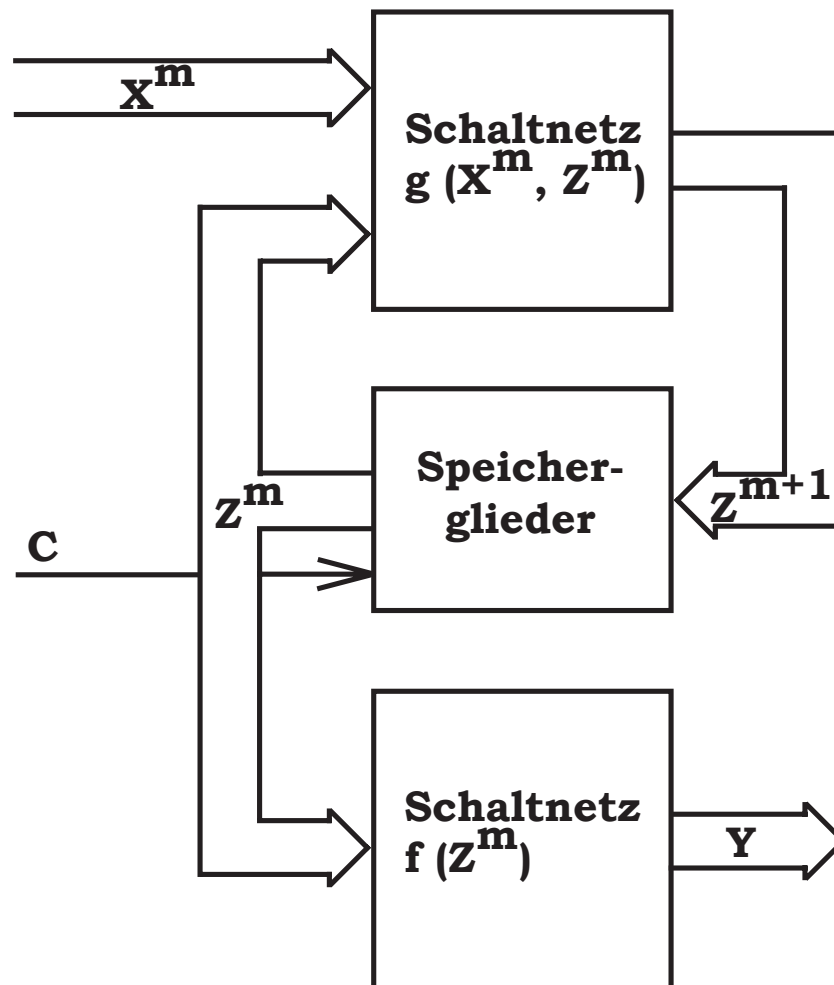 X^m
Schaltnetz
g (X^m, Z^m)
Speicher-
glieder
Z^m
Z^m+1
C
Schaltnetz
f (Z^m)
Y